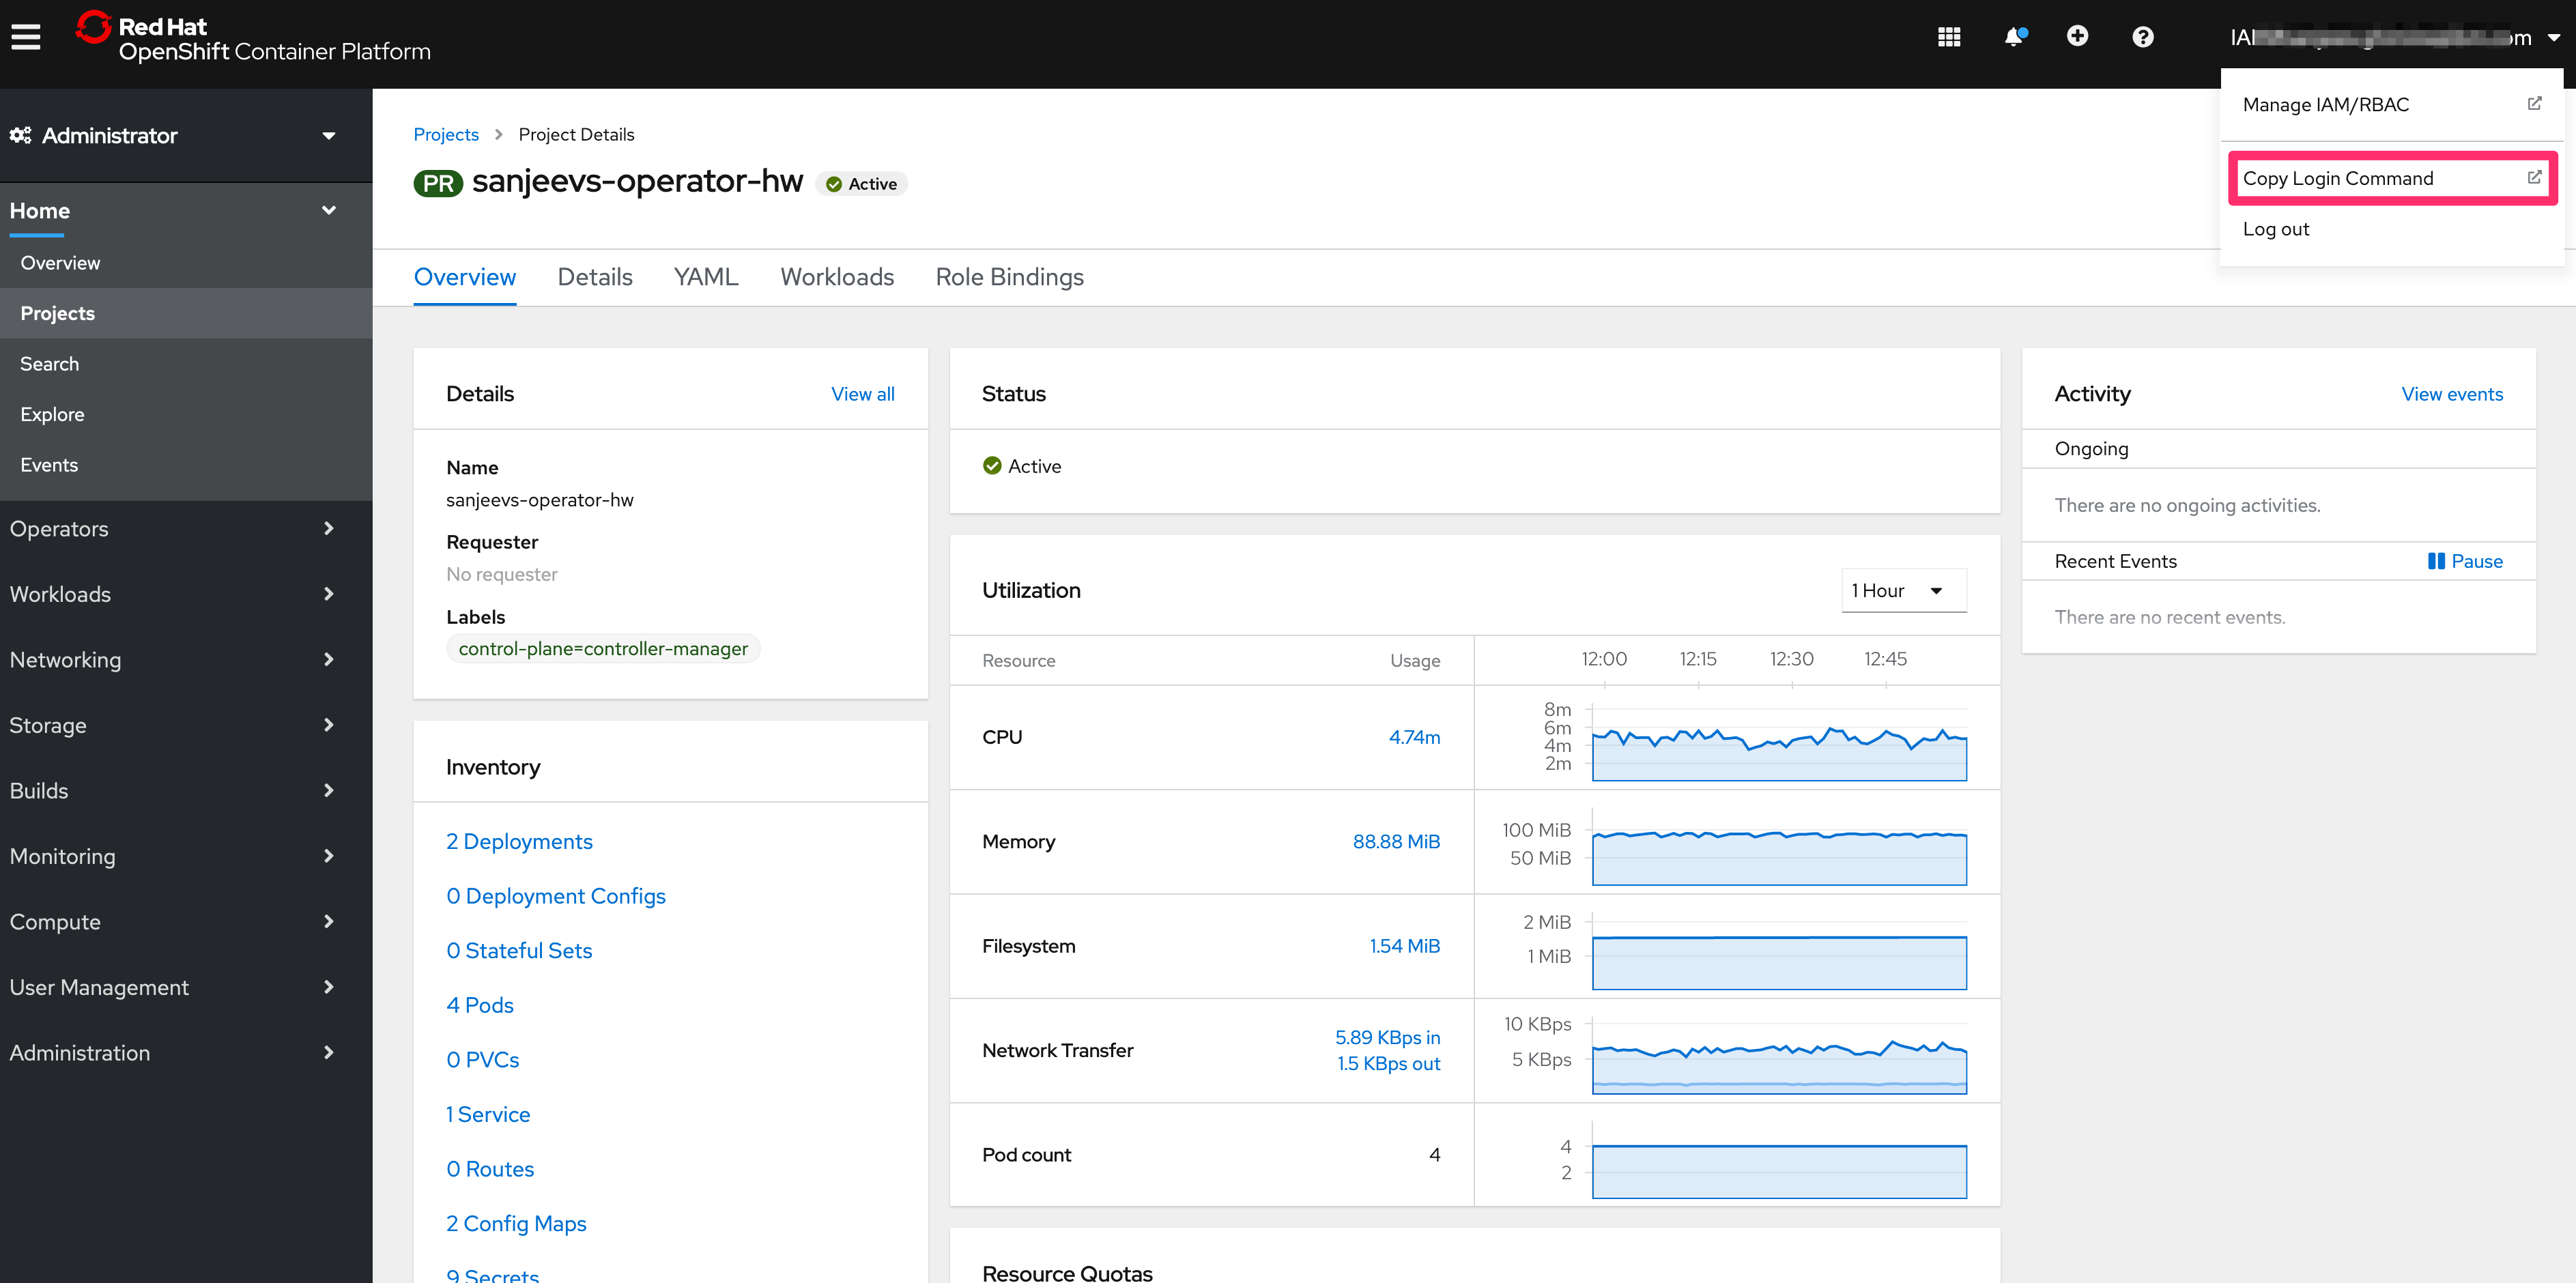 Red Hat
OpenShift Container Platform
Administrator
Home
Overview
Projects
Search
Explore
Events
Operators
Workloads
Networking
Storage
Builds
Monitoring
Compute
User Management
Administration
Manage IAM/RBAC
Copy Login Command
Log out
Projects > Project Details
PR sanjeevs-operator-hw Active
Overview Details YAML Workloads Role Bindings
Details View all
Name
sanjeevs-operator-hw
Requester
No requester
Labels
control-plane=controller-manager
Inventory
2 Deployments
0 Deployment Configs
0 Stateful Sets
4 Pods
0 PVCs
1 Service
0 Routes
2 Config Maps
9 Secrets
Status
Active
Utilization 1 Hour
Resource Usage 12:00 12:15 12:30 12:45
CPU 4.74m
8m
6m
4m
2m
Memory 88.88 MiB
100 MiB
50 MiB
Filesystem 1.54 MiB
2 MiB
1 MiB
Network Transfer
5.89 KBps in
1.5 KBps out
10 KBps
5 KBps
Pod count 4
4
2
Resource Quotas
Activity View events
Ongoing
There are no ongoing activities.
Recent Events Pause
There are no recent events.